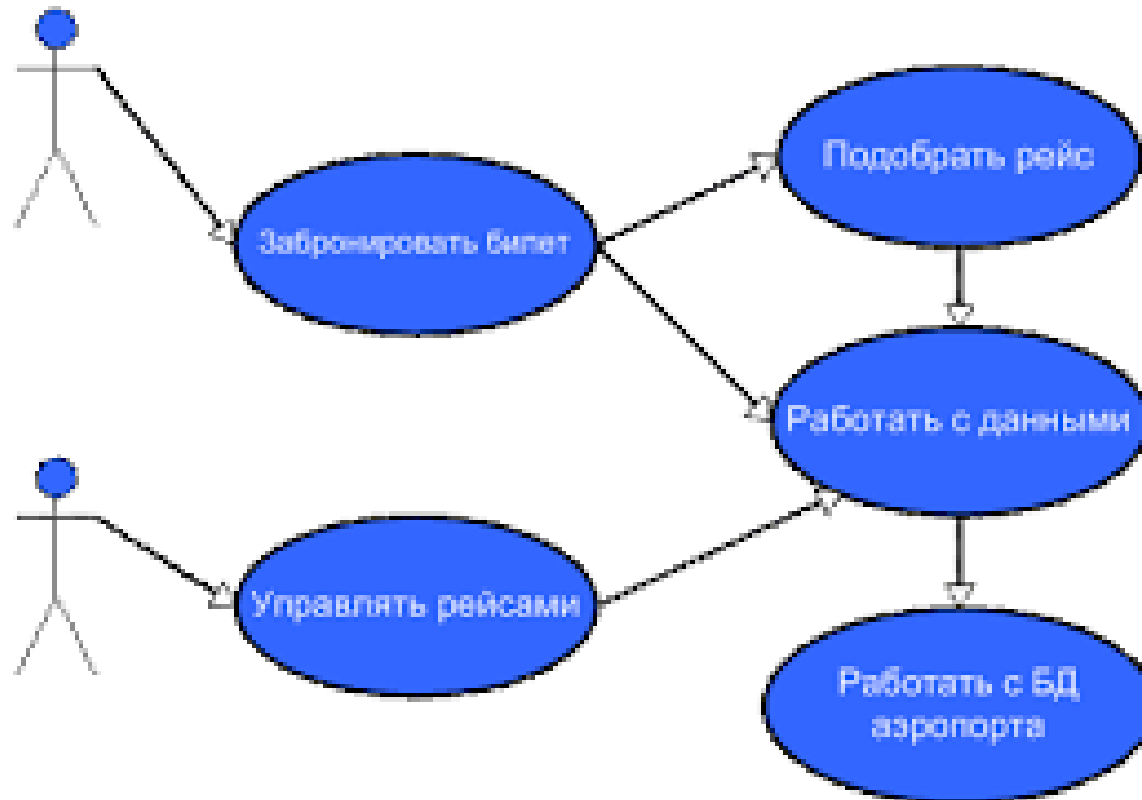 Подобрать рейс
Забронировать билет
Работать с данными
Управлять рейсами
Работать с БД
аэропорта